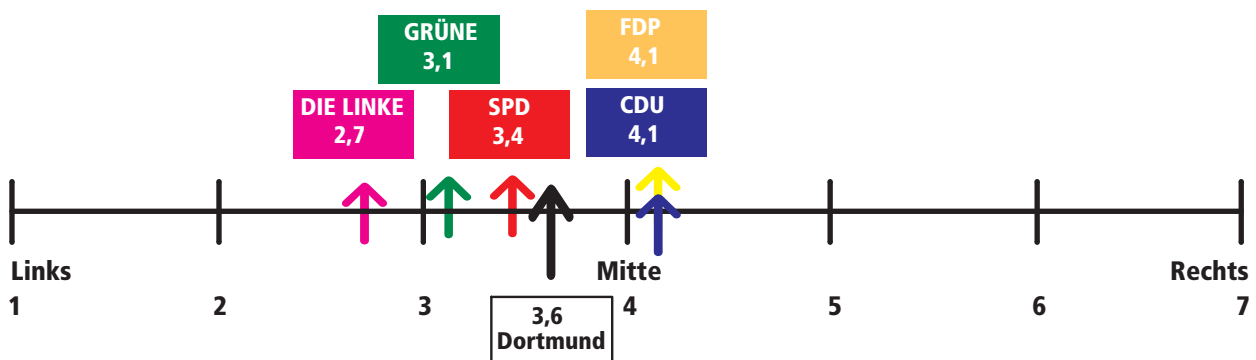 GRÜNE
3,1
FDP
4,1
DIE LINKE
2,7
SPD
3,4
CDU
4,1
Links
Mitte
Rechts
1
2
3
4
5
6
7
3,6
Dortmund